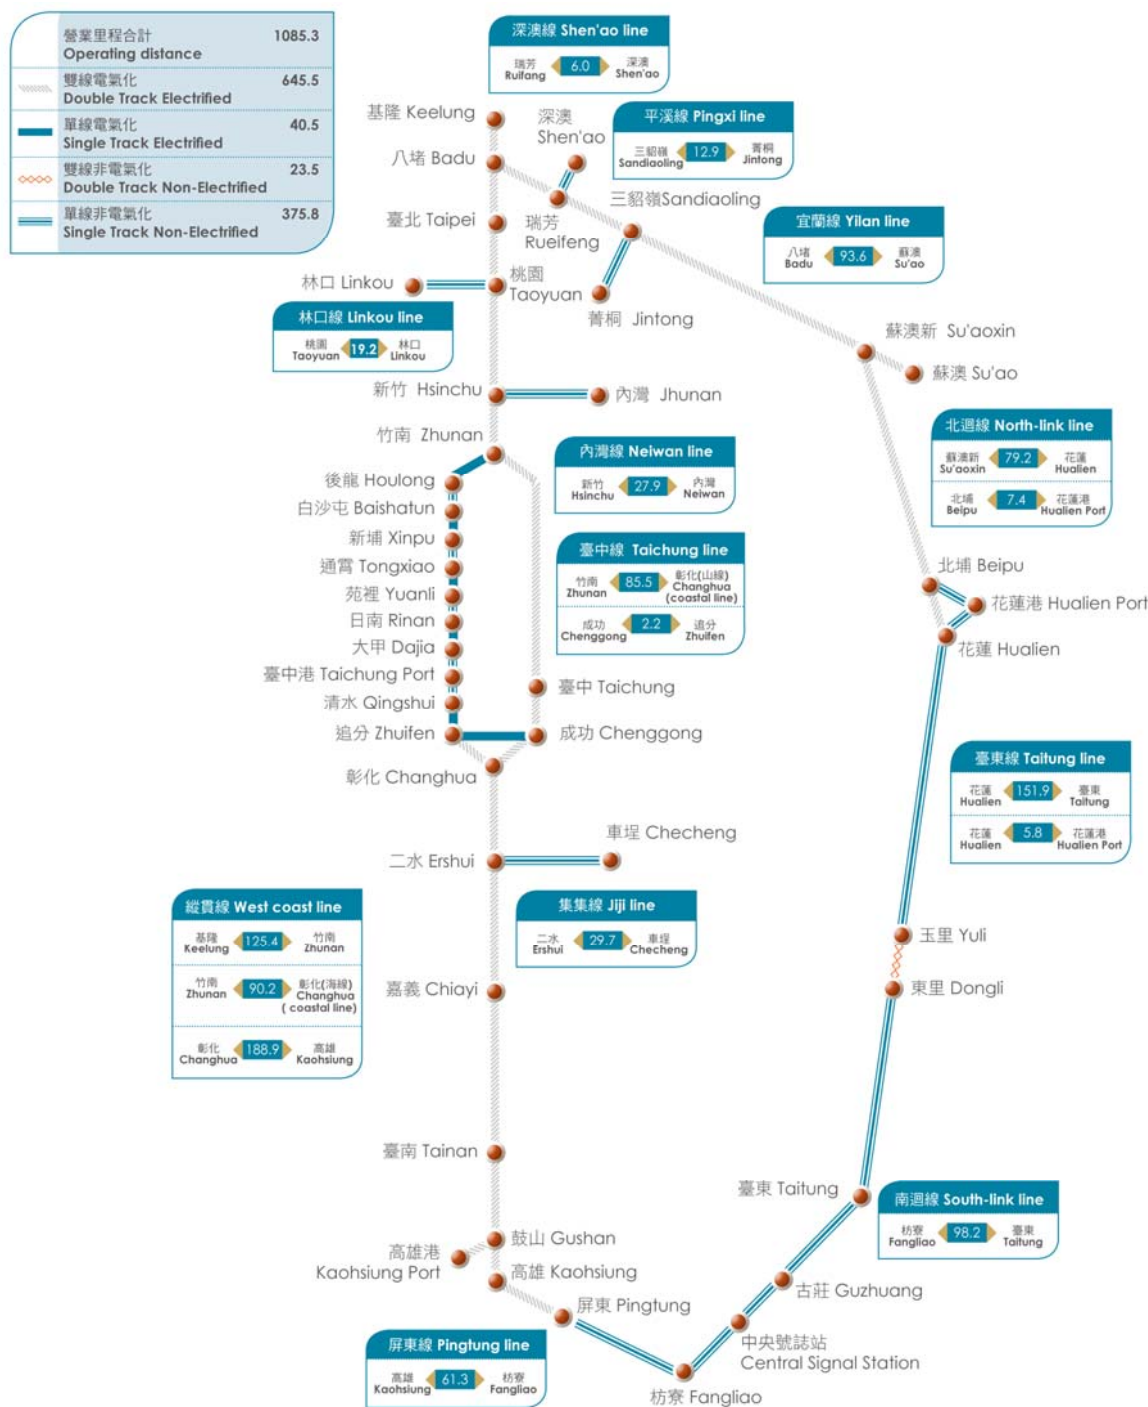 營業里程合計 1085.3
Operating distance
雙線電氣化 645.5
Double Track Electrified
單線電氣化 40.5
Single Track Electrified
雙線非電氣化 23.5
Double Track Non-Electrified
單線非電氣化 375.8
Single Track Non-Electrified
深澳線 Shen'ao line
瑞芳 6.0 深澳
Ruifang Shen'ao
基隆 Keelung
深澳
Shen'ao
平溪線 Pingxi line
三貂嶺 12.9 菁桐
Sandiaoling Jintong
八堵 Badu
三貂嶺Sandiaoling
臺北 Taipei
瑞芳
Rueifeng
宜蘭線 Yilan line
八堵 93.6 蘇澳
Badu Su'ao
林口 Linkou
桃園
Taoyuan
菁桐 Jintong
林口線 Linkou line
桃園 19.2 林口
Taoyuan Linkou
蘇澳新 Su'aoxin
蘇澳 Su'ao
新竹 Hsinchu
內灣 Jhunan
北迴線 North-link line
蘇澳新 79.2 花蓮
Su'aoxin Hualien
北埔 7.4 花蓮港
Beipu Hualien Port
竹南 Zhunan
內灣線 Neiwan line
新竹 27.9 內灣
Hsinchu Neiwan
後龍 Houlong
白沙屯 Baishatun
新埔 Xinpu
通霄 Tongxiao
苑裡 Yuanli
日南 Rinan
大甲 Dajia
臺中港 Taichung Port
清水 Qingshui
追分 Zhuifen
臺中線 Taichung line
竹南 85.5 彰化(山線)
Zhunan Changhua
(coastal line)
成功 2.2 追分
Chenggong Zhuifen
北埔 Beipu
花蓮港 Hualien Port
花蓮 Hualien
臺中 Taichung
成功 Chenggong
彰化 Changhua
臺東線 Taitung line
花蓮 151.9 臺東
Hualien Taitung
花蓮 5.8 花蓮港
Hualien Hualien Port
二水 Ershui
車埕 Checheng
縱貫線 West coast line
基隆 125.4 竹南
Keelung Zhunan
竹南 90.2 彰化(海線)
Zhunan Changhua
( coastal line)
彰化 188.9 高雄
Changhua Kaohsiung
集集線 Jiji line
二水 29.7 車埕
Ershui Checheng
玉里 Yuli
東里 Dongli
嘉義 Chiayi
臺南 Tainan
臺東 Taitung
南迴線 South-link line
枋寮 98.2 臺東
Fangliao Taitung
鼓山 Gushan
高雄港
Kaohsiung Port
高雄 Kaohsiung
古莊 Guzhuang
屏東 Pingtung
中央號誌站
Central Signal Station
屏東線 Pingtung line
高雄 61.3 枋寮
Kaohsiung Fangliao
枋寮 Fangliao